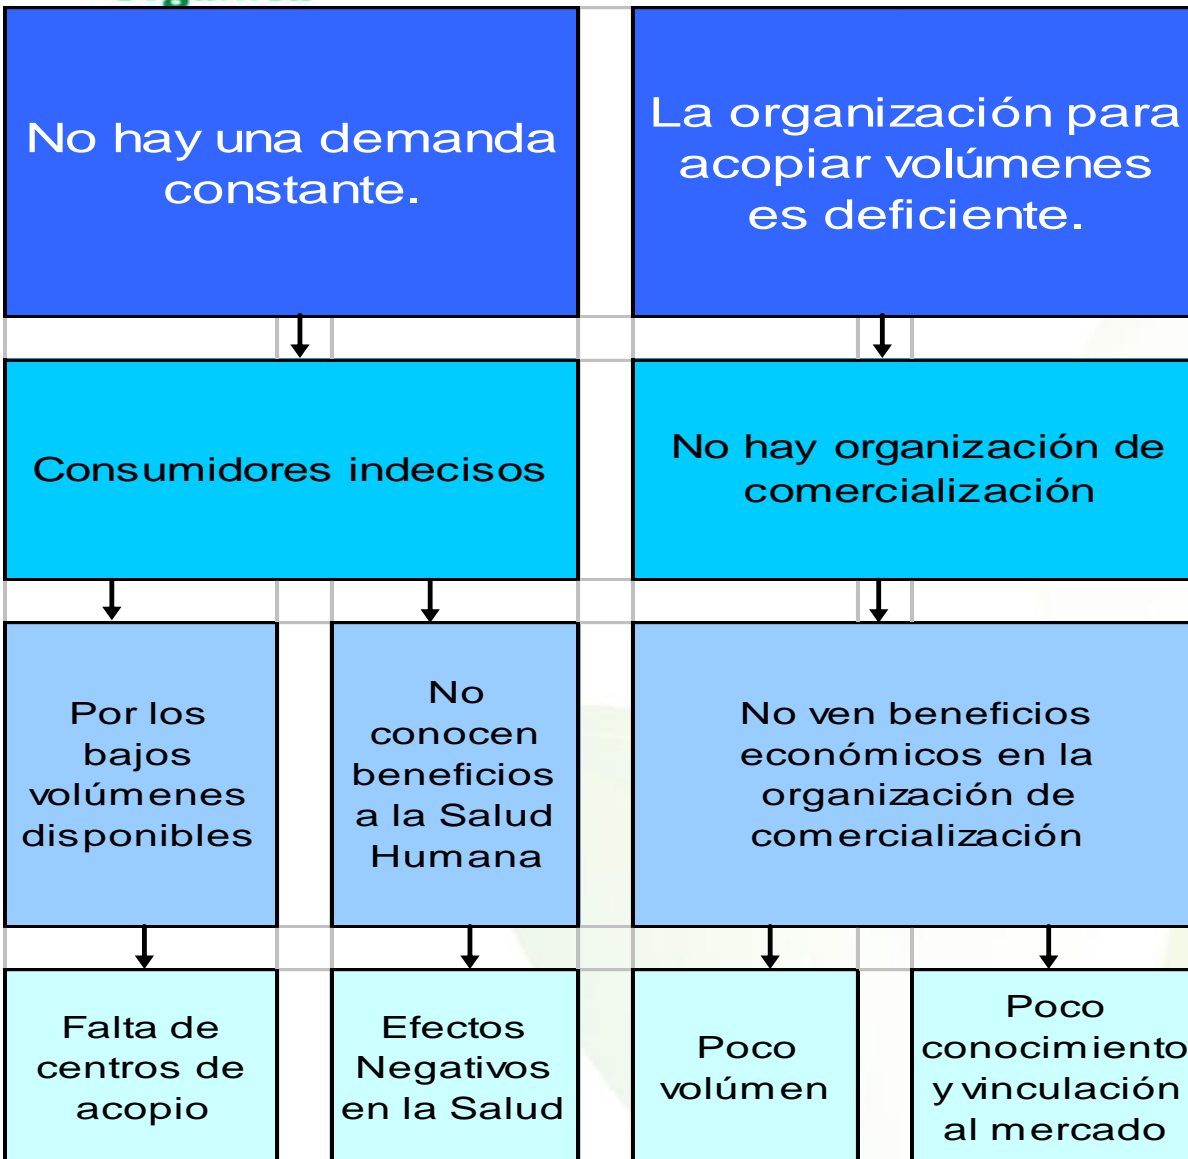 No hay una demanda
constante.
La organización para
acopiar volúmenes
es deficiente.
Consumidores indecisos
No hay organización de
comercialización
Por los
bajos
volúmenes
disponibles
No
conocen
beneficios
a la Salud
Humana
No ven beneficios
económicos en la
organización de
comercialización
Falta de
centros de
acopio
Efectos
Negativos
en la Salud
Poco
volúmen
Poco
conocimiento
y vinculación
al mercado